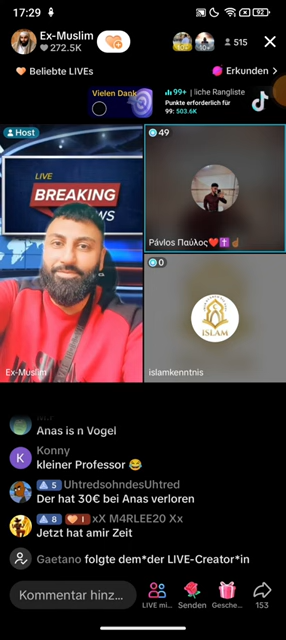 17:29
92
Ex-Muslim
272.5K
515
Beliebte LIVEs
Erkunden >
Vielen Dank
99+ | liche Rangliste
Punkte erforderlich für
99: 503.6K
Host
49
LIVE
BREAKING
WS
Pávlos Παύλος
Ex-Muslim
0
iSLAM
islamkenntnis
Anas is n Vogel
K
Konny
kleiner Professor 😂
5 UhtredsohndesUhtred
Der hat 30€ bei Anas verloren
8 I xX M4RLEE20 Xx
Jetzt hat amir Zeit
Gaetano folgte dem*der LIVE-Creator*in
Kommentar hinz...
LIVE mi...
Senden
Gesche...
153